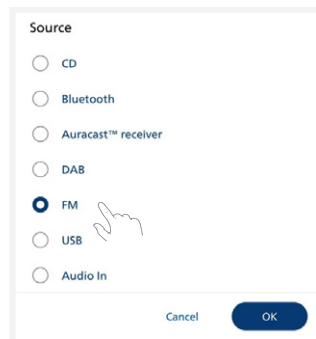 Source
CD
Bluetooth
Auracast™ receiver
DAB
FM
USB
Audio In
Cancel OK